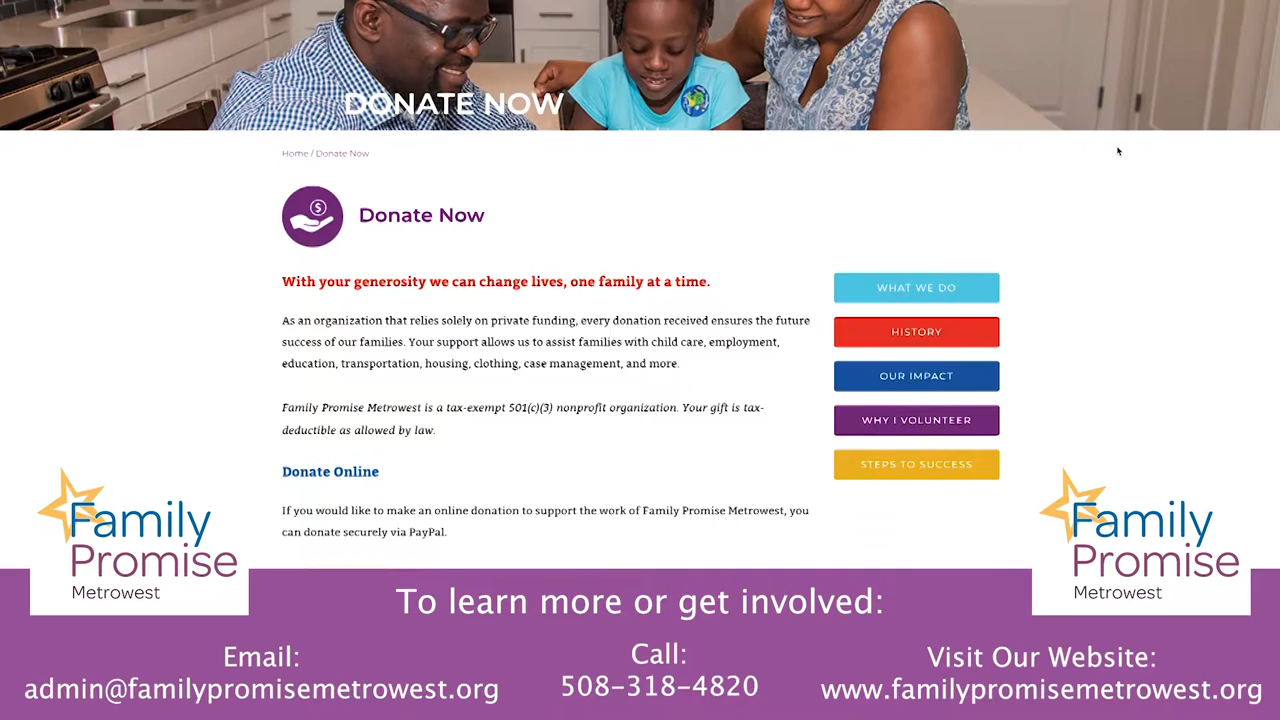 DONATE NOW
Home / Donate Now
Donate Now
With your generosity we can change lives, one family at a time.
As an organization that relies solely on private funding, every donation received ensures the future
success of our families. Your support allows us to assist families with child care, employment,
education, transportation, housing, clothing, case management, and more.
Family Promise Metrowest is a tax-exempt 501(c)(3) nonprofit organization. Your gift is tax-
deductible as allowed by law.
Donate Online
If you would like to make an online donation to support the work of Family Promise Metrowest, you
can donate securely via PayPal.
WHAT WE DO
HISTORY
OUR IMPACT
WHY I VOLUNTEER
STEPS TO SUCCESS
Family
Promise
Metrowest
Family
Promise
Metrowest
To learn more or get involved:
Email:
admin@familypromisemetrowest.org
Call:
508-318-4820
Visit Our Website:
www.familypromisemetrowest.org